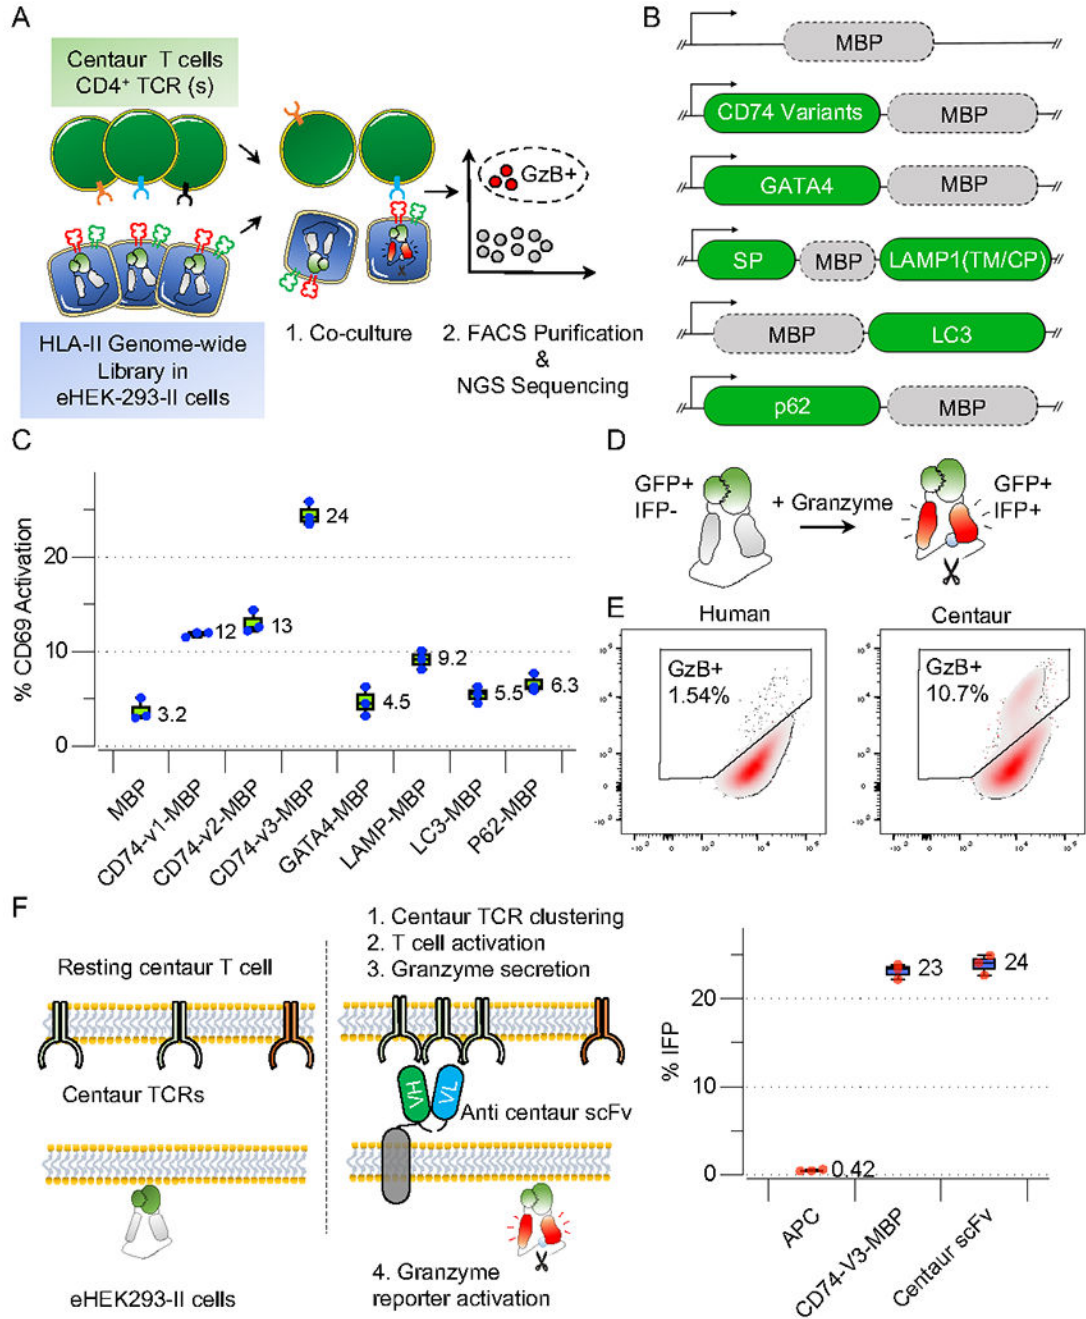 A
Centaur T cells
CD4⁺ TCR (s)
HLA-II Genome-wide
Library in
eHEK-293-II cells
1. Co-culture
GzB+
2. FACS Purification
&
NGS Sequencing
B
MBP
CD74 Variants
MBP
GATA4
MBP
SP
MBP
LAMP1(TM/CP)
MBP
LC3
p62
MBP
C
% CD69 Activation
20
10
0
3.2
12
13
24
4.5
9.2
5.5
6.3
MBP
CD74-v1-MBP
CD74-v2-MBP
CD74-v3-MBP
GATA4-MBP
LAMP-MBP
LC3-MBP
P62-MBP
D
GFP+
IFP-
+ Granzyme
GFP+
IFP+
E
Human
GzB+
1.54%
Centaur
GzB+
10.7%
F
Resting centaur T cell
Centaur TCRs
eHEK293-II cells
1. Centaur TCR clustering
2. T cell activation
3. Granzyme secretion
VH
VL
Anti centaur scFv
4. Granzyme
reporter activation
% IFP
20
10
0
0.42
23
24
APC
CD74-V3-MBP
Centaur scFv